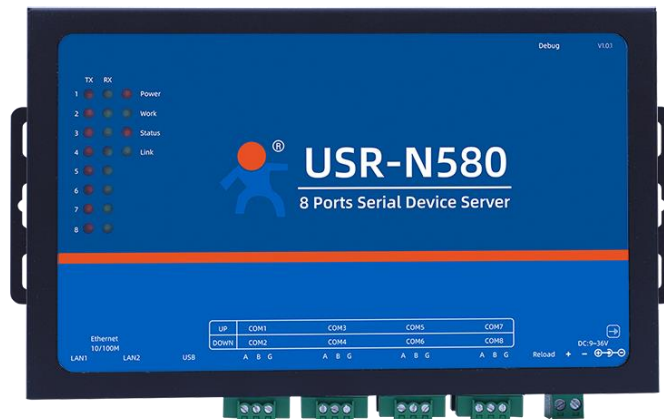 Debug V1.0.1
TX RX
1 Power
2 Work
3 Status
4 Link
5
6
7
8
®
USR-N580
8 Ports Serial Device Server
UP COM1 COM3 COM5 COM7
DOWN COM2 COM4 COM6 COM8
Ethernet
10/100M
DC:9~36V
LAN1 LAN2 USB A B G A B G A B G A B G Reload + −